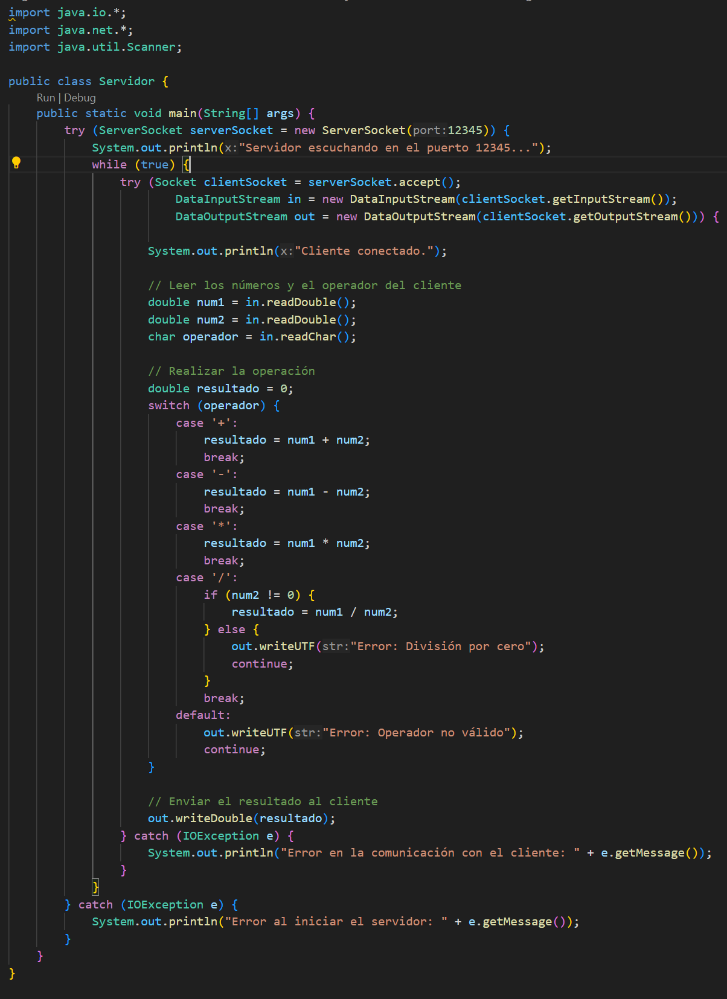 import java.io.*;
import java.net.*;
import java.util.Scanner;

public class Servidor {
    Run | Debug
    public static void main(String[] args) {
        try (ServerSocket serverSocket = new ServerSocket(port:12345)) {
            System.out.println(x:"Servidor escuchando en el puerto 12345...");
            while (true) {
                try (Socket clientSocket = serverSocket.accept();
                        DataInputStream in = new DataInputStream(clientSocket.getInputStream());
                        DataOutputStream out = new DataOutputStream(clientSocket.getOutputStream())) {

                    System.out.println(x:"Cliente conectado.");

                    // Leer los números y el operador del cliente
                    double num1 = in.readDouble();
                    double num2 = in.readDouble();
                    char operador = in.readChar();

                    // Realizar la operación
                    double resultado = 0;
                    switch (operador) {
                        case '+':
                            resultado = num1 + num2;
                            break;
                        case '-':
                            resultado = num1 - num2;
                            break;
                        case '*':
                            resultado = num1 * num2;
                            break;
                        case '/':
                            if (num2 != 0) {
                                resultado = num1 / num2;
                            } else {
                                out.writeUTF(str:"Error: División por cero");
                                continue;
                            }
                            break;
                        default:
                            out.writeUTF(str:"Error: Operador no válido");
                            continue;
                    }

                    // Enviar el resultado al cliente
                    out.writeDouble(resultado);
                } catch (IOException e) {
                    System.out.println("Error en la comunicación con el cliente: " + e.getMessage());
                }
            }
        } catch (IOException e) {
            System.out.println("Error al iniciar el servidor: " + e.getMessage());
        }
    }
}